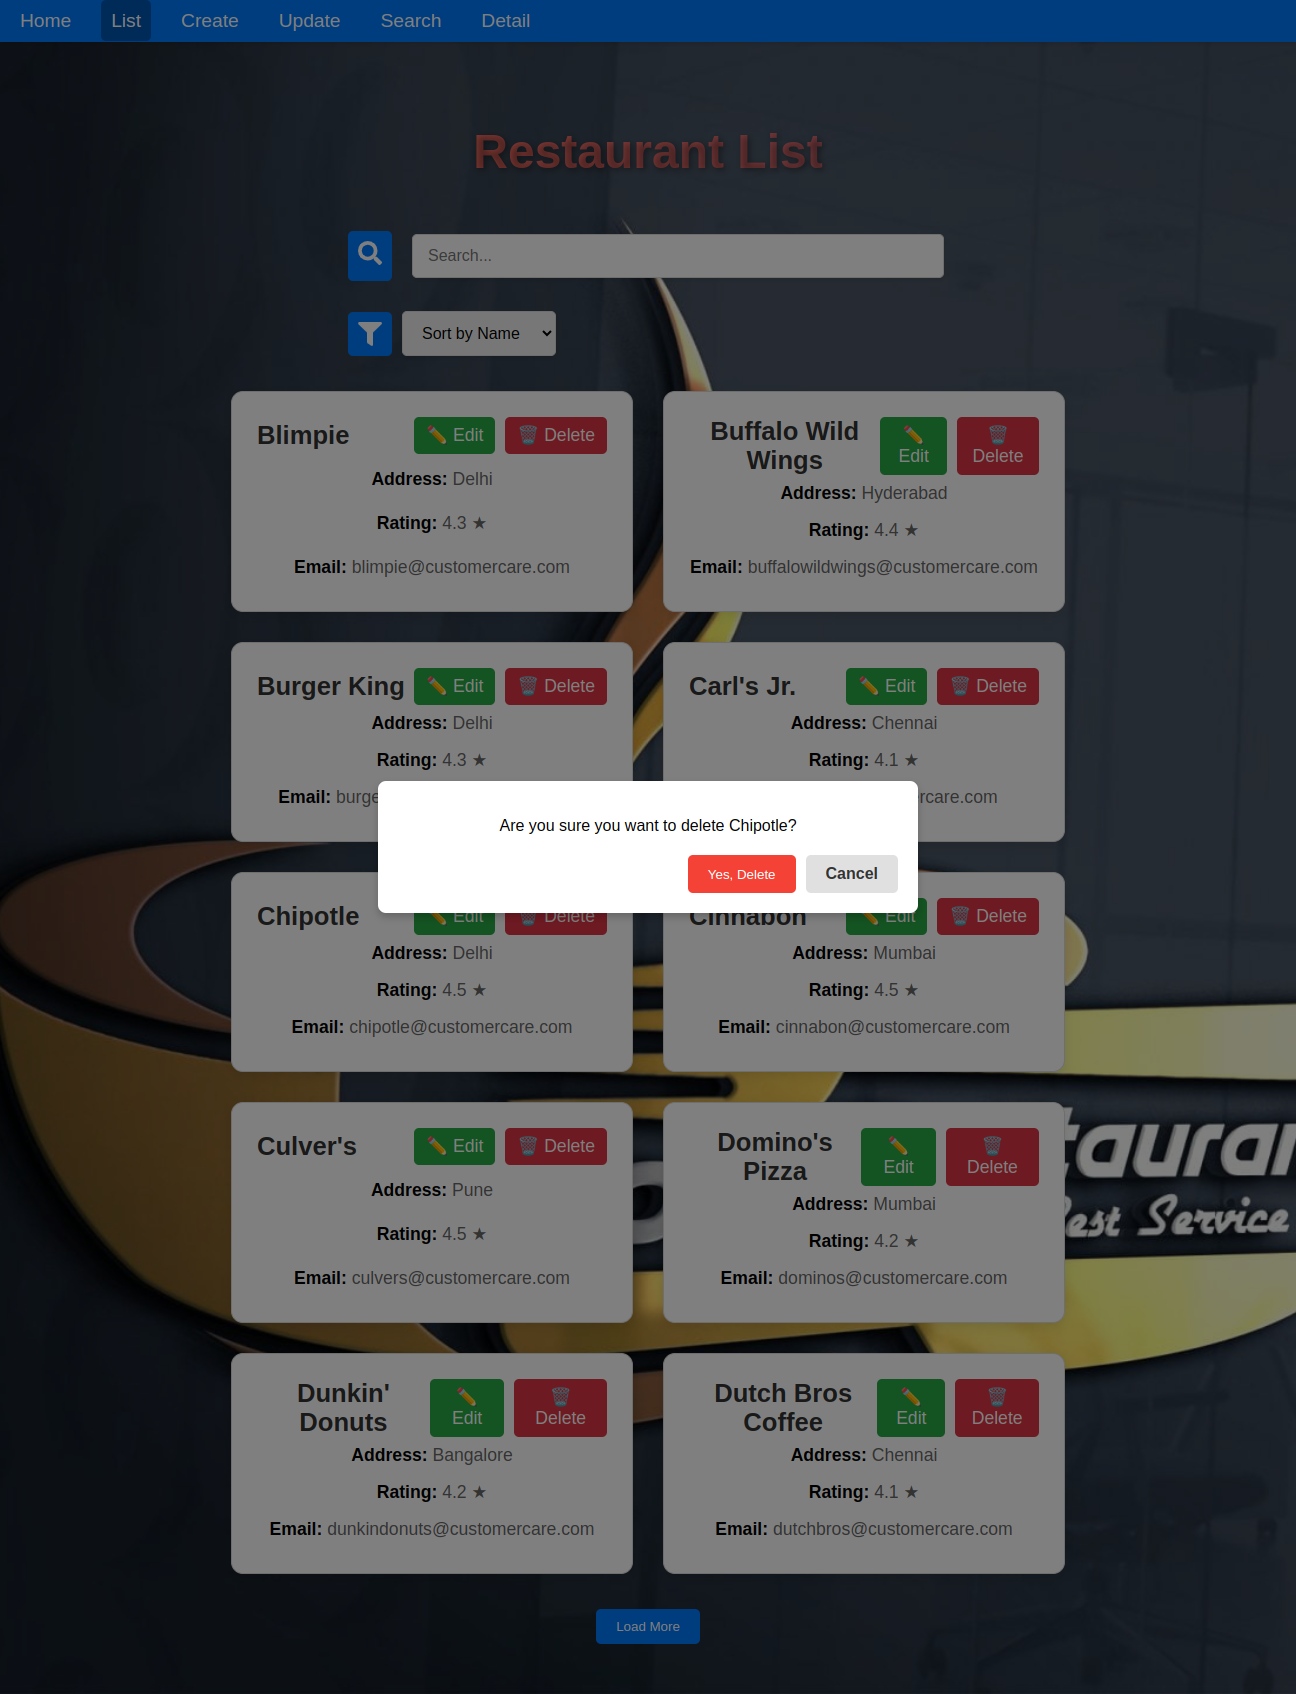 Home List Create Update Search Detail
Restaurant List
Search...
Sort by Name
Blimpie ✏️ Edit 🗑️ Delete
Address: Delhi
Rating: 4.3 ★
Email: blimpie@customercare.com
Buffalo Wild
Wings
✏️
Edit
🗑️
Delete
Address: Hyderabad
Rating: 4.4 ★
Email: buffalowildwings@customercare.com
Burger King ✏️ Edit 🗑️ Delete
Address: Delhi
Rating: 4.3 ★
Email: burge
Carl's Jr. ✏️ Edit 🗑️ Delete
Address: Chennai
Rating: 4.1 ★
rcare.com
Are you sure you want to delete Chipotle?
Yes, Delete Cancel
Chipotle ✏️ Edit 🗑️ Delete
Address: Delhi
Rating: 4.5 ★
Email: chipotle@customercare.com
Cinnabon ✏️ Edit 🗑️ Delete
Address: Mumbai
Rating: 4.5 ★
Email: cinnabon@customercare.com
Culver's ✏️ Edit 🗑️ Delete
Address: Pune
Rating: 4.5 ★
Email: culvers@customercare.com
Domino's
Pizza
✏️
Edit
🗑️
Delete
Address: Mumbai
Rating: 4.2 ★
Email: dominos@customercare.com
tauran
Best Service
Dunkin'
Donuts
✏️
Edit
🗑️
Delete
Address: Bangalore
Rating: 4.2 ★
Email: dunkindonuts@customercare.com
Dutch Bros
Coffee
✏️
Edit
🗑️
Delete
Address: Chennai
Rating: 4.1 ★
Email: dutchbros@customercare.com
Load More